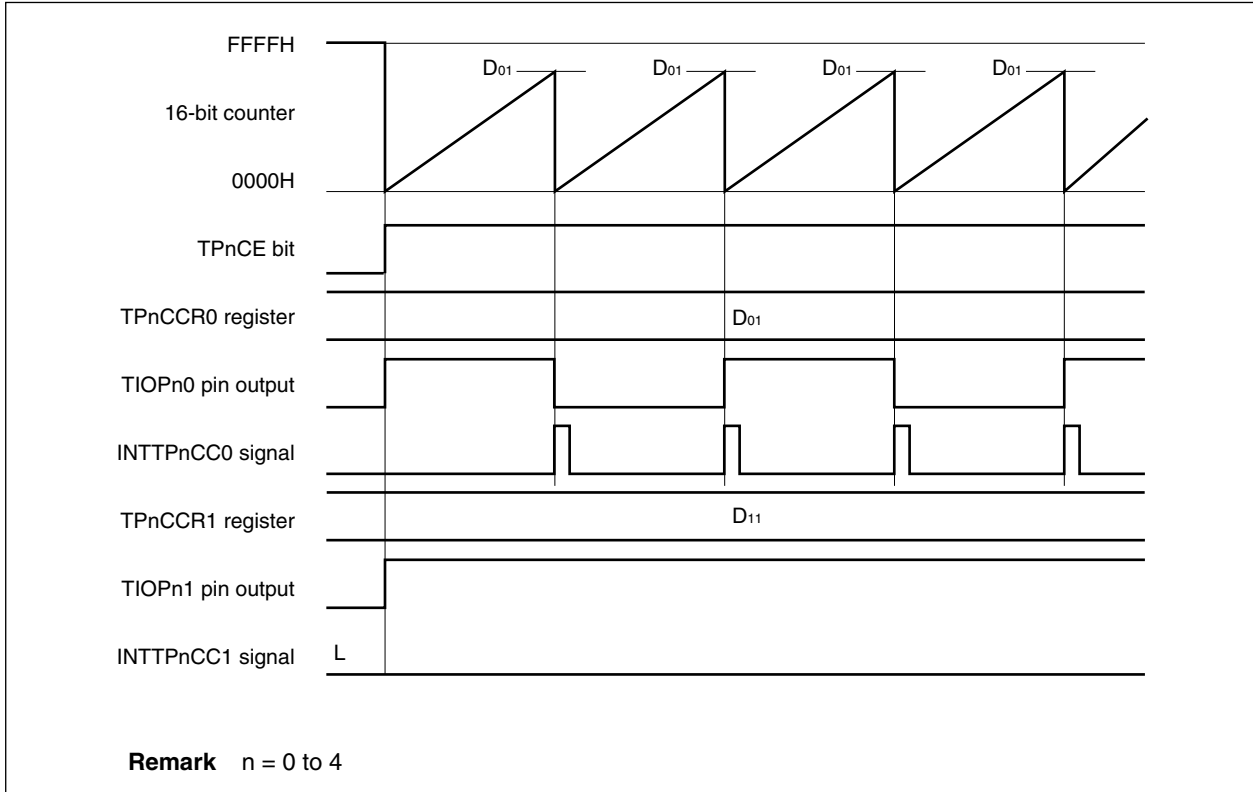 FFFFH
D01 D01 D01 D01
16-bit counter
0000H
TPnCE bit
TPnCCR0 register D01
TIOPn0 pin output
INTTPnCC0 signal
TPnCCR1 register D11
TIOPn1 pin output
INTTPnCC1 signal L
Remark n = 0 to 4